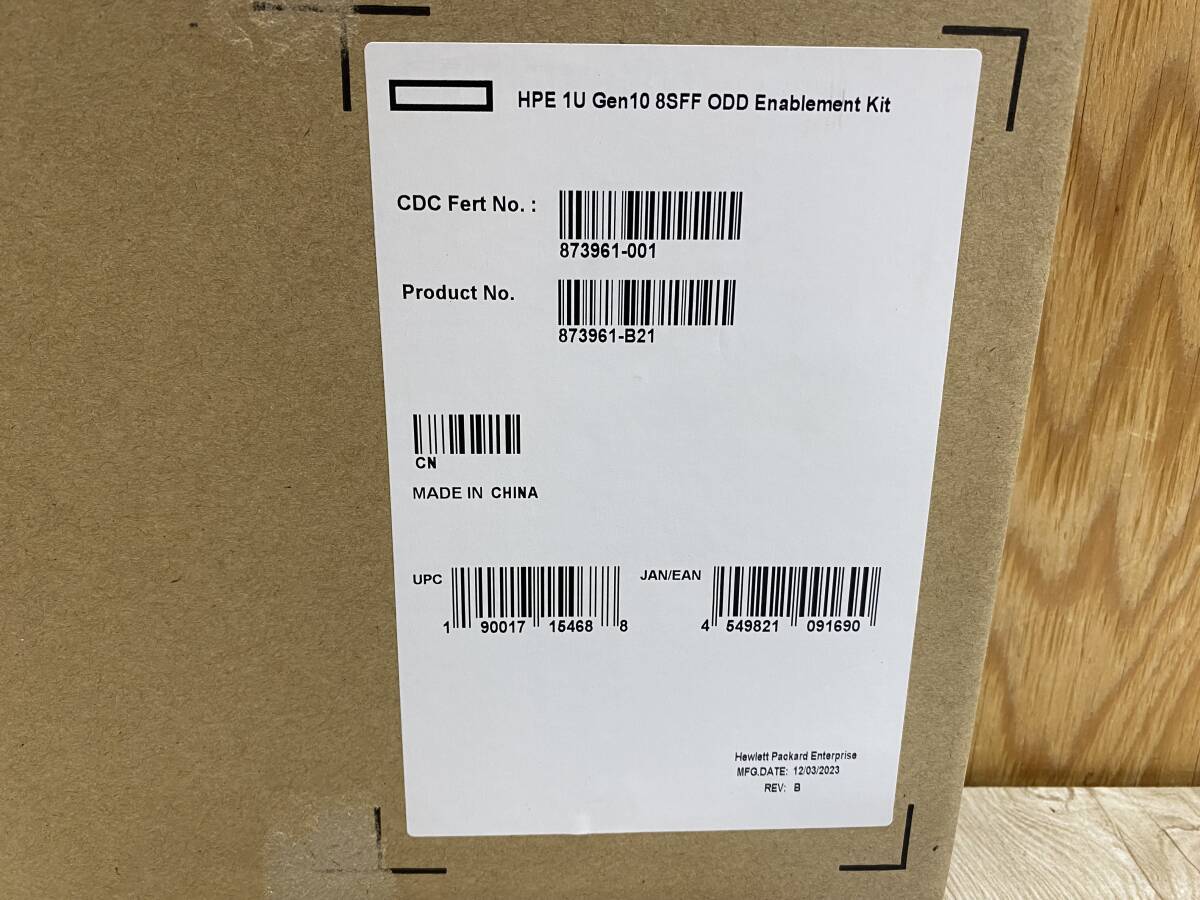 HPE 1U Gen10 8SFF ODD Enablement Kit
CDC Fert No. :
873961-001
Product No.
873961-B21
CN
MADE IN CHINA
UPC
1 90017 15468 8
JAN/EAN
4 549821 091690
Hewlett Packard Enterprise
MFG.DATE: 12/03/2023
REV: B